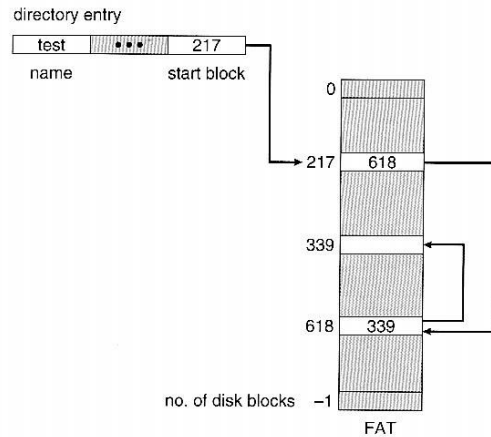 directory entry
test ••• 217
name start block
0
217 618
339
618 339
no. of disk blocks –1
FAT